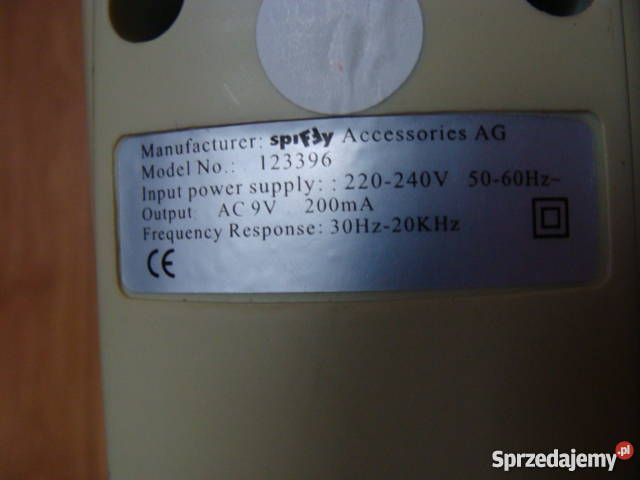 Manufacturer: spiffy Accessories AG
Model No.: 123396
Input power supply: : 220-240V 50-60Hz~
Output AC 9V 200mA
Frequency Response: 30Hz-20KHz
CE
Sprzedajemy.pl